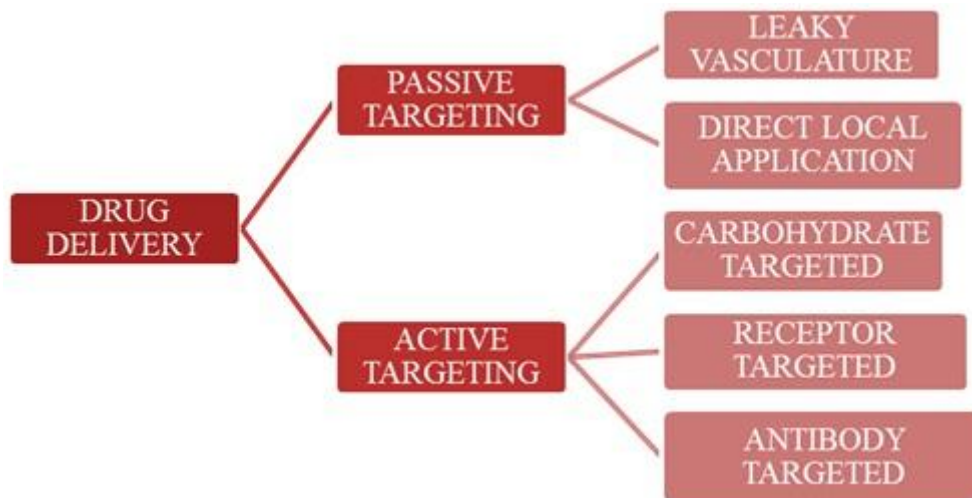 DRUG
DELIVERY
PASSIVE
TARGETING
LEAKY
VASCULATURE
DIRECT LOCAL
APPLICATION
ACTIVE
TARGETING
CARBOHYDRATE
TARGETED
RECEPTOR
TARGETED
ANTIBODY
TARGETED